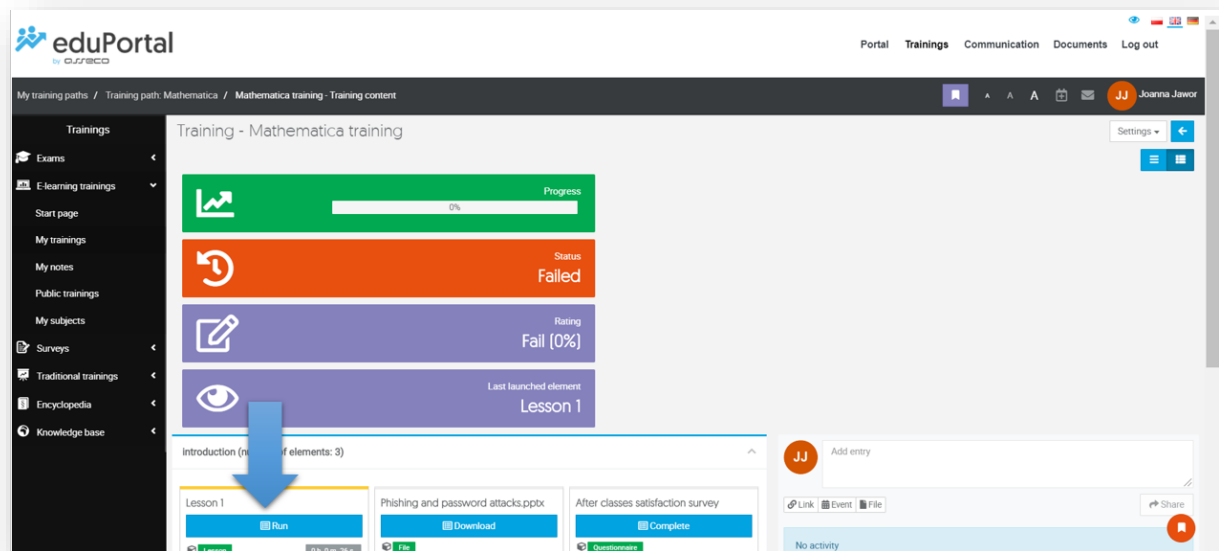 eduPortal
by asseco
Portal Trainings Communication Documents Log out
My training paths / Training path: Mathematica / Mathematica training - Training content
A A A JJ Joanna Jawor
Trainings
Exams
E-learning trainings
Start page
My trainings
My notes
Public trainings
My subjects
Surveys
Traditional trainings
Encyclopedia
Knowledge base
Training - Mathematica training
Settings
Progress
0%
Status
Failed
Rating
Fail (0%)
Last launched element
Lesson 1
introduction ( of elements: 3)
Lesson 1
Run
Lesson 0 h 0 m 26 s
Phishing and password attacks.pptx
Download
File
After classes satisfaction survey
Complete
Questionnaire
JJ Add entry
Link Event File Share
No activity